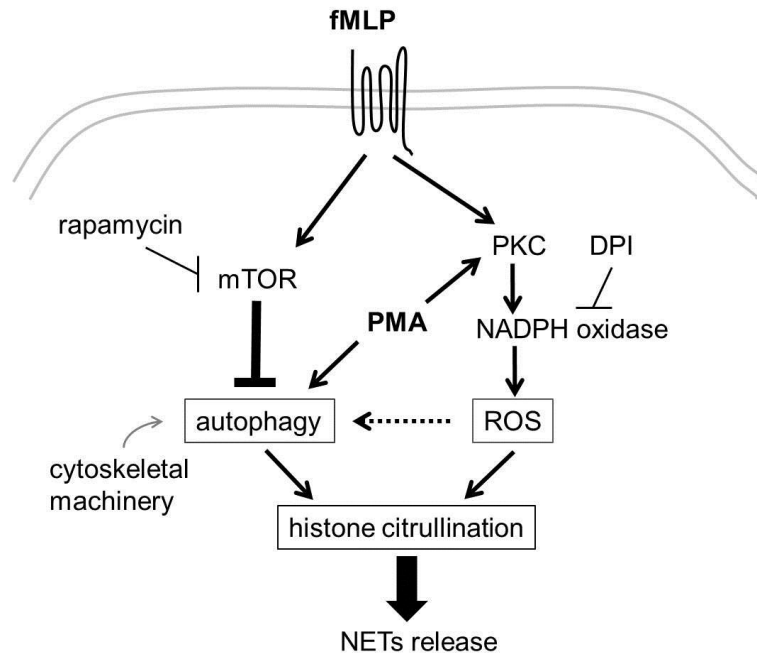 fMLP
rapamycin
PKC
DPI
mTOR
PMA
NADPH oxidase
autophagy
ROS
cytoskeletal
machinery
histone citrullination
NETs release